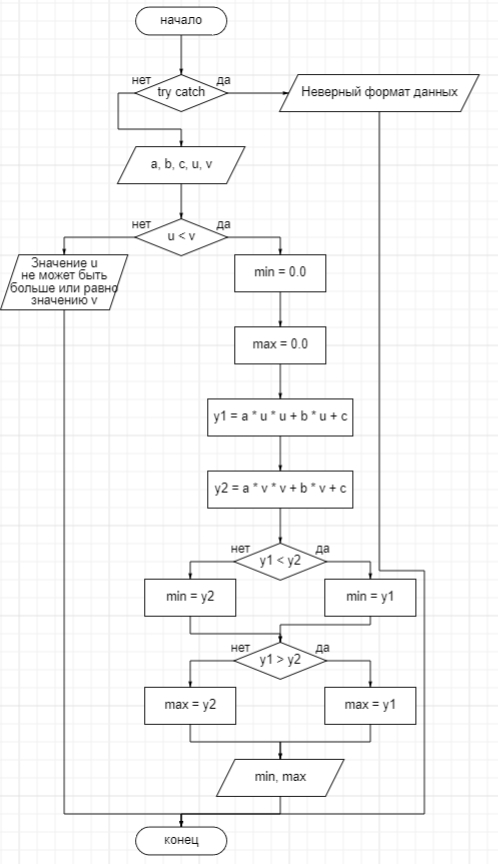 начало
нет
да
try catch
Неверный формат данных
a, b, c, u, v
нет
да
u < v
Значение u
не может быть
больше или равно
значению v
min = 0.0
max = 0.0
y1 = a * u * u + b * u + c
y2 = a * v * v + b * v + c
нет
да
y1 < y2
min = y2
min = y1
нет
да
y1 > y2
max = y2
max = y1
min, max
конец